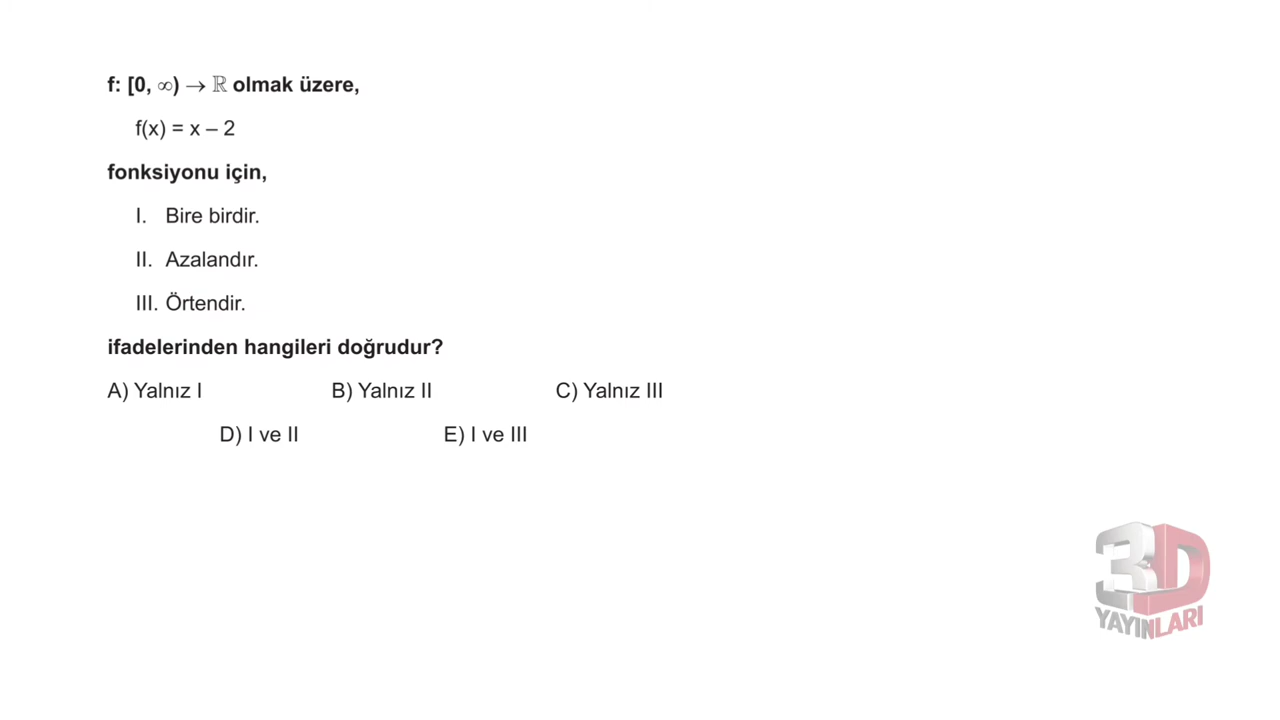 f: [0, ∞) → ℝ olmak üzere,
f(x) = x – 2
fonksiyonu için,
I. Bire birdir.
II. Azalandır.
III. Örtendir.
ifadelerinden hangileri doğrudur?
A) Yalnız I B) Yalnız II C) Yalnız III
D) I ve II E) I ve III
3D
YAYINLARI